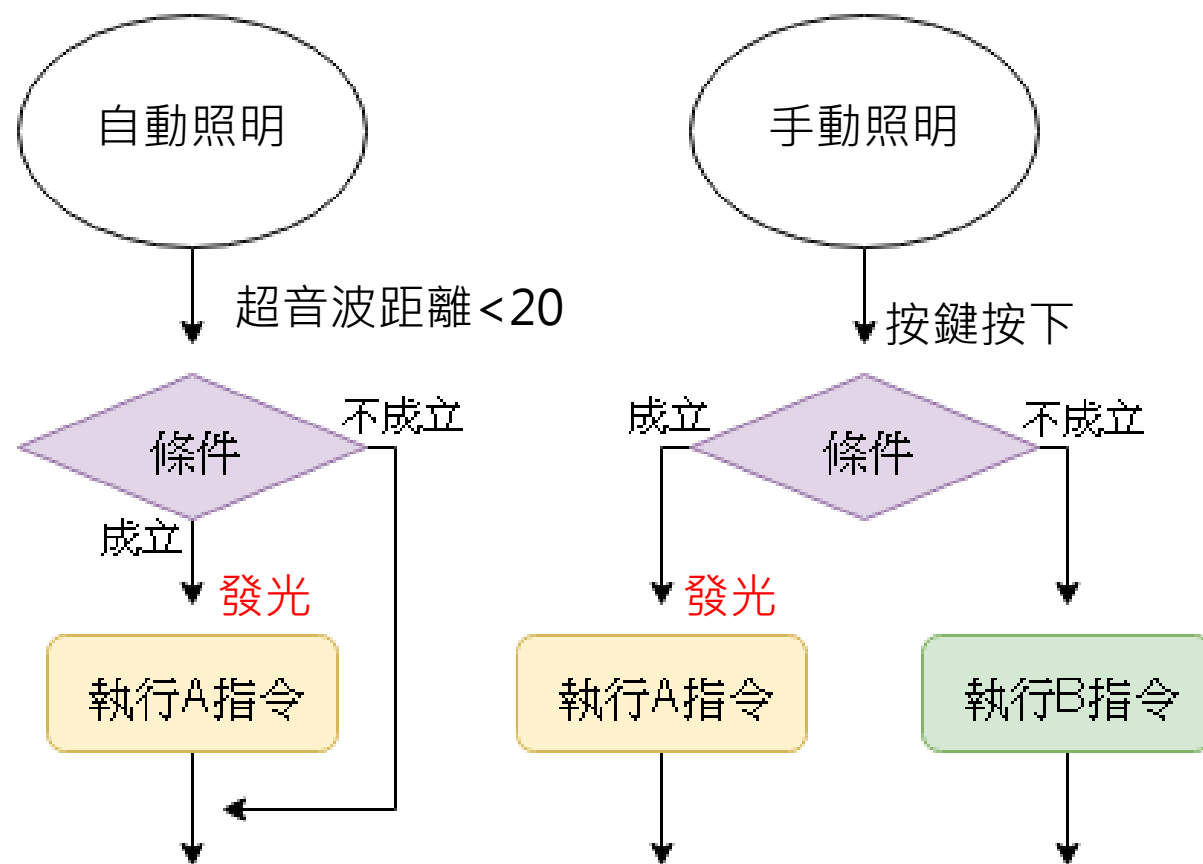 自動照明
手動照明
超音波距離<20
按鍵按下
條件
不成立
成立
發光
執行A指令
成立
條件
不成立
發光
執行A指令
執行B指令